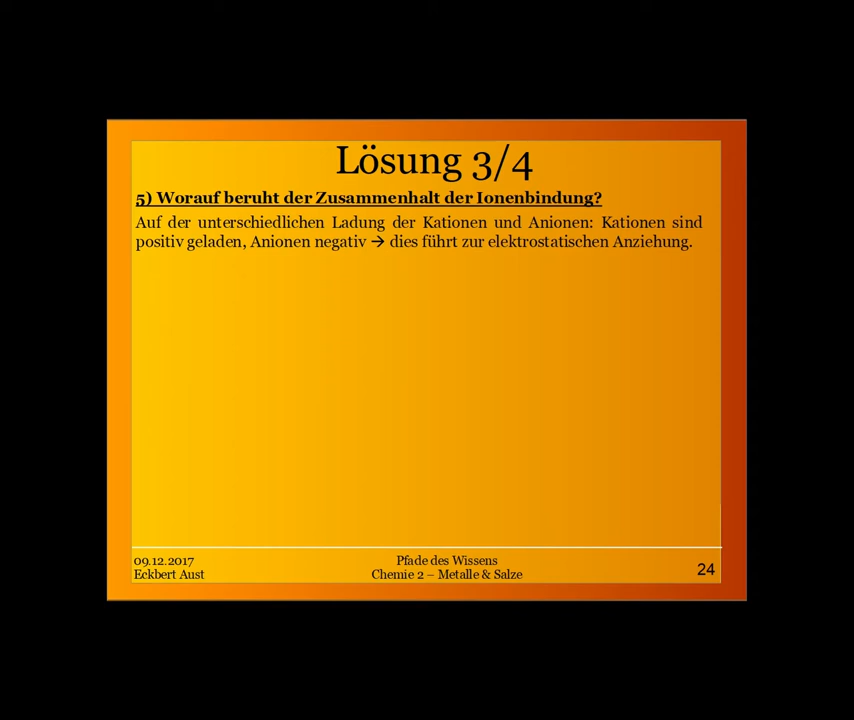 Lösung 3/4
5) Worauf beruht der Zusammenhalt der Ionenbindung?
Auf der unterschiedlichen Ladung der Kationen und Anionen: Kationen sind
positiv geladen, Anionen negativ → dies führt zur elektrostatischen Anziehung.
09.12.2017
Eckbert Aust
Pfade des Wissens
Chemie 2 – Metalle & Salze
24